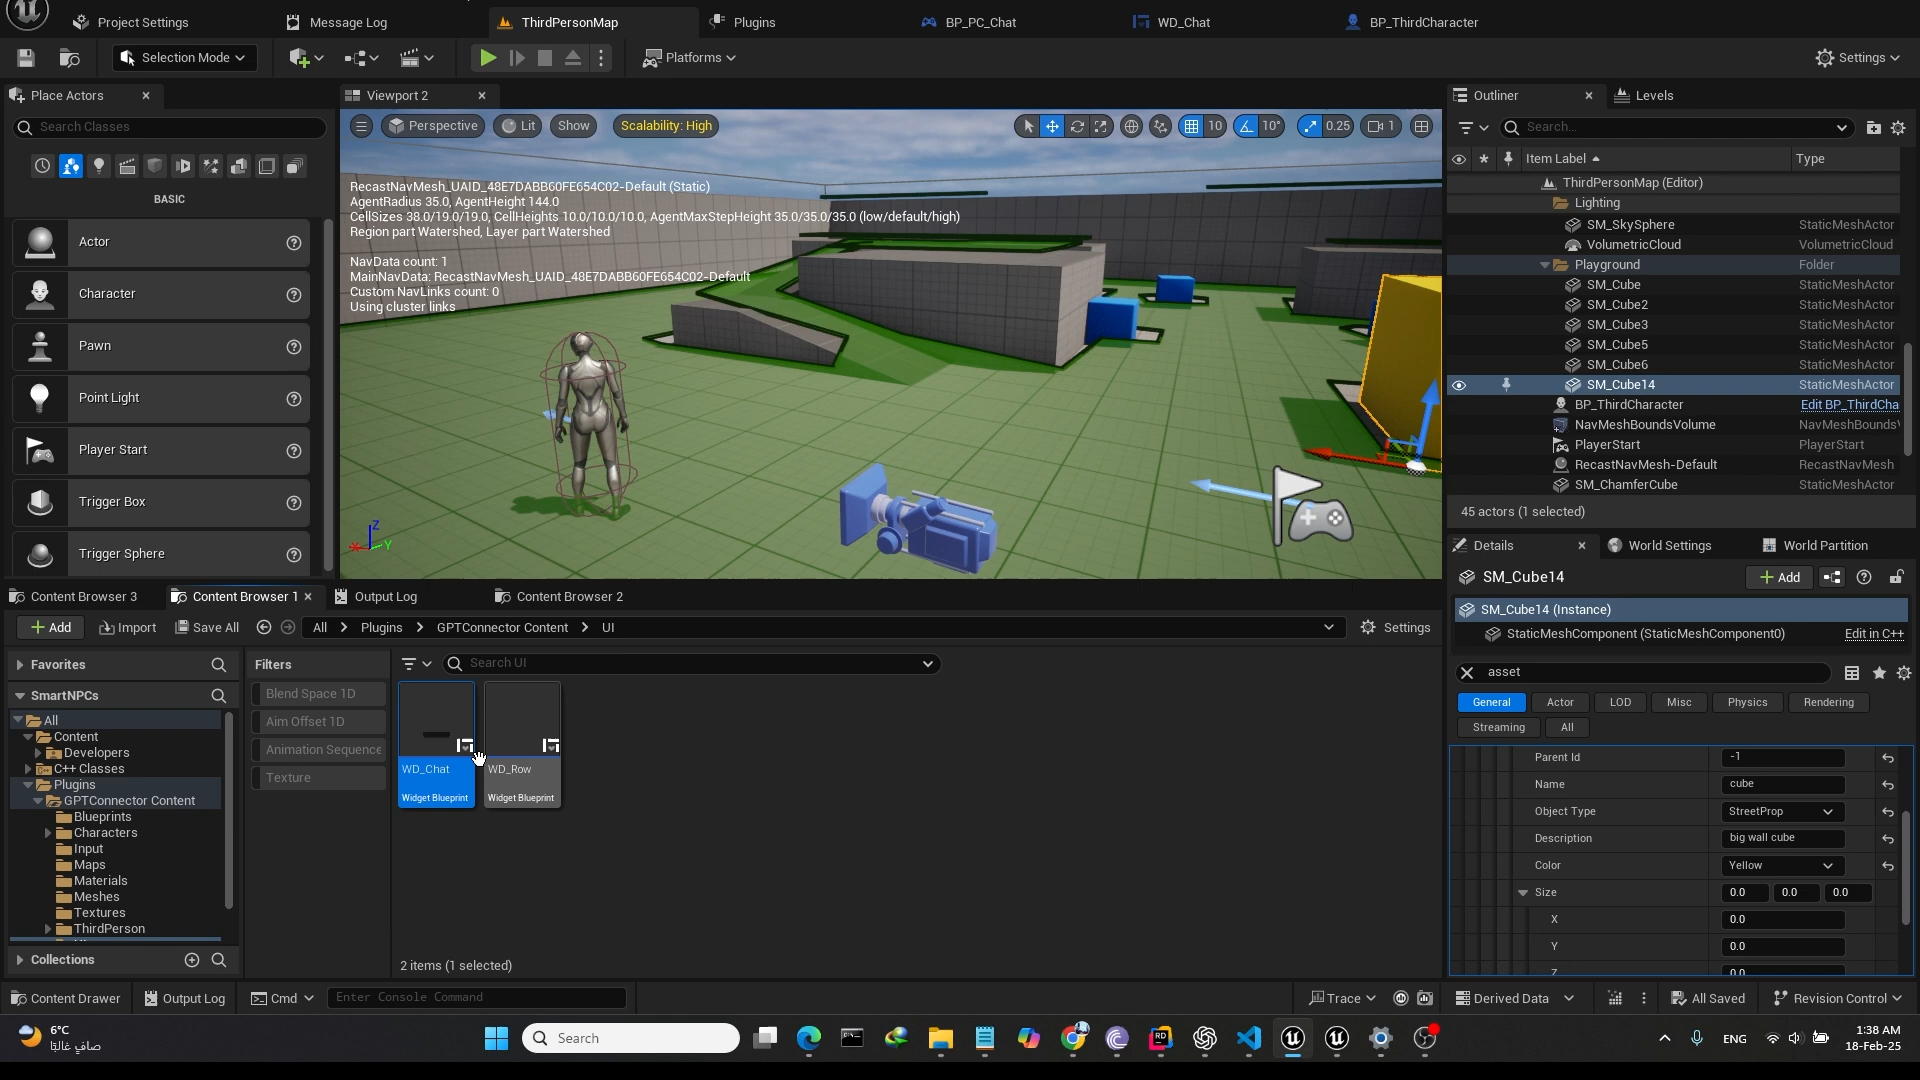 Project Settings
Message Log
ThirdPersonMap
Plugins
BP_PC_Chat
WD_Chat
BP_ThirdCharacter
Selection Mode
Platforms
Settings
Place Actors
Search Classes
BASIC
Actor
Character
Pawn
Point Light
Player Start
Trigger Box
Trigger Sphere
Viewport 2
Perspective
Lit
Show
Scalability: High
10
10°
0.25
1
RecastNavMesh_UAID_48E7DABB60FE654C02-Default (Static)
AgentRadius 35.0, AgentHeight 144.0
CellSizes 38.0/19.0/19.0, CellHeights 10.0/10.0/10.0, AgentMaxStepHeight 35.0/35.0/35.0 (low/default/high)
Region part Watershed, Layer part Watershed
NavData count: 1
MainNavData: RecastNavMesh_UAID_48E7DABB60FE654C02-Default
Custom NavLinks count: 0
Using cluster links
Z
Y
Outliner
Levels
Search...
Item Label
Type
ThirdPersonMap (Editor)
Lighting
SM_SkySphere StaticMeshActor
VolumetricCloud VolumetricCloud
Playground Folder
SM_Cube StaticMeshActor
SM_Cube2 StaticMeshActor
SM_Cube3 StaticMeshActor
SM_Cube5 StaticMeshActor
SM_Cube6 StaticMeshActor
SM_Cube14 StaticMeshActor
BP_ThirdCharacter Edit BP_ThirdCha
NavMeshBoundsVolume NavMeshBoundsV
PlayerStart PlayerStart
RecastNavMesh-Default RecastNavMesh
SM_ChamferCube StaticMeshActor
45 actors (1 selected)
Details
World Settings
World Partition
SM_Cube14
Add
SM_Cube14 (Instance)
StaticMeshComponent (StaticMeshComponent0) Edit in C++
asset
General
Actor
LOD
Misc
Physics
Rendering
Streaming
All
Parent Id -1
Name cube
Object Type StreetProp
Description big wall cube
Color Yellow
Size 0.0 0.0 0.0
X 0.0
Y 0.0
Z 0.0
Content Browser 3
Content Browser 1
Output Log
Content Browser 2
Add
Import
Save All
All > Plugins > GPTConnector Content > UI
Settings
Favorites
SmartNPCs
All
Content
Developers
C++ Classes
Plugins
GPTConnector Content
Blueprints
Characters
Input
Maps
Materials
Meshes
Textures
ThirdPerson
Collections
Filters
Blend Space 1D
Aim Offset 1D
Animation Sequence
Texture
Search UI
WD_Chat
Widget Blueprint
WD_Row
Widget Blueprint
2 items (1 selected)
Content Drawer
Output Log
Cmd
Enter Console Command
Trace
Derived Data
All Saved
Revision Control
6°C
صافٍ غالبًا
Search
RD
ENG
1:38 AM
18-Feb-25